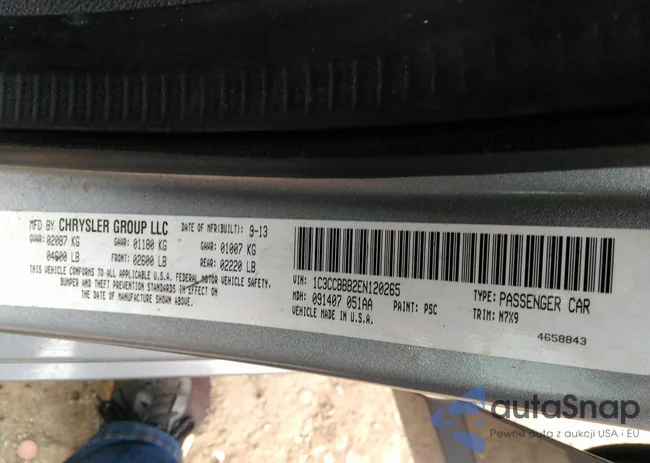 MFD BY CHRYSLER GROUP LLC DATE OF MFR(BUILT): 9-13
GVWR: 02087 KG GAWR: 01180 KG GAWR: 01007 KG
04600 LB FRONT: 02600 LB REAR: 02220 LB
THIS VEHICLE CONFORMS TO ALL APPLICABLE U.S.A. FEDERAL MOTOR VEHICLE SAFETY,
BUMPER AND THEFT PREVENTION STANDARDS IN EFFECT ON
THE DATE OF MANUFACTURE SHOWN ABOVE.
VIN: 1C3CCBBB2EN120265 TYPE: PASSENGER CAR
MDH: 091407 051AA PAINT: PSC TRIM: N7X9
VEHICLE MADE IN U.S.A.
4658843
autaSnap
Pewne auta z aukcji USA i EU